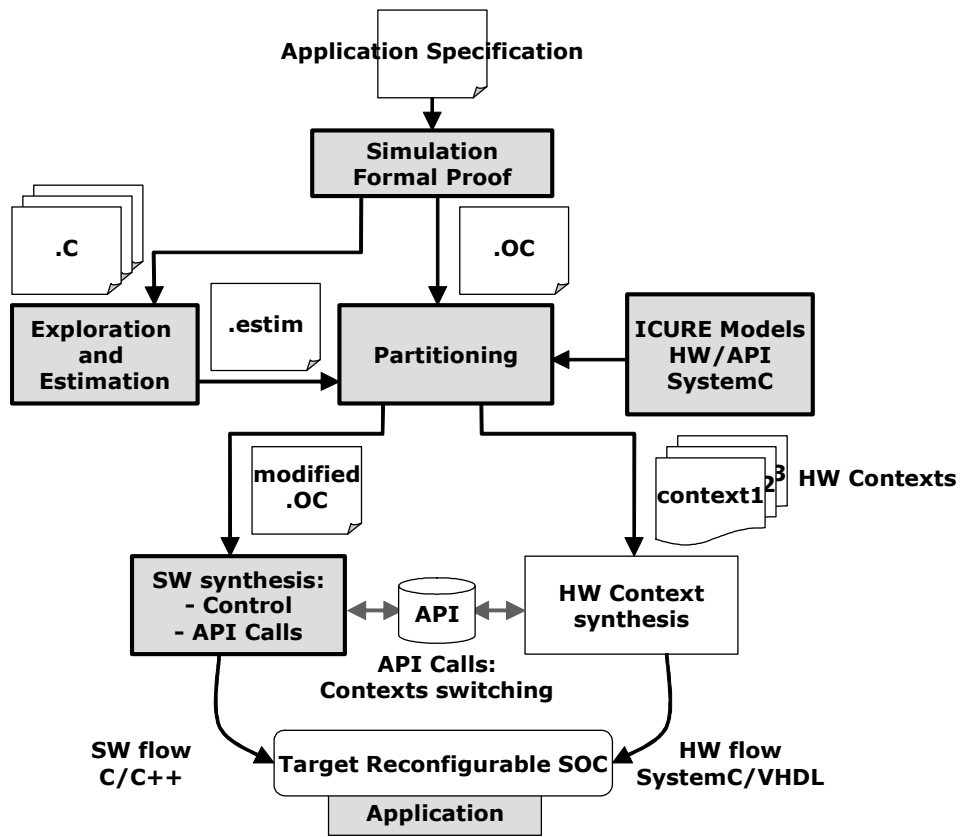 Application Specification
Simulation
Formal Proof
.C
.OC
.estim
Exploration
and
Estimation
Partitioning
ICURE Models
HW/API
SystemC
modified
.OC
context1
2
3
HW Contexts
SW synthesis:
- Control
- API Calls
API
HW Context
synthesis
API Calls:
Contexts switching
SW flow
C/C++
Target Reconfigurable SOC
HW flow
SystemC/VHDL
Application